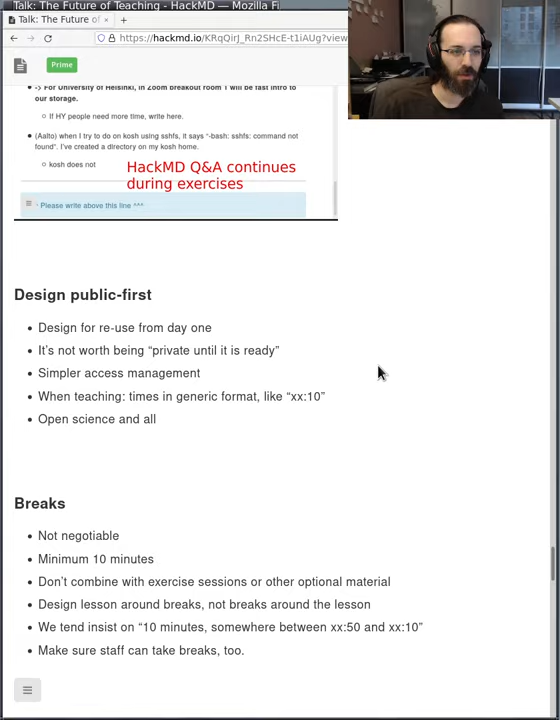 Talk: The Future of Teaching - HackMD — Mozilla Fi
Talk: The Future of
https://hackmd.io/KRqQirJ_Rn2SHcE-t1iAUg?view
Prime
-> For University of Helsinki, in Zoom breakout room 1 will be fast intro to
our storage.
If HY people need more time, write here.
(Aalto) when I try to do on kosh using sshfs, it says "-bash: sshfs: command not
found". I've created a directory on my kosh home.
kosh does not
HackMD Q&A continues
during exercises
Please write above this line ^^^
Design public-first
Design for re-use from day one
It's not worth being “private until it is ready”
Simpler access management
When teaching: times in generic format, like “xx:10”
Open science and all
Breaks
Not negotiable
Minimum 10 minutes
Don't combine with exercise sessions or other optional material
Design lesson around breaks, not breaks around the lesson
We tend insist on “10 minutes, somewhere between xx:50 and xx:10”
Make sure staff can take breaks, too.